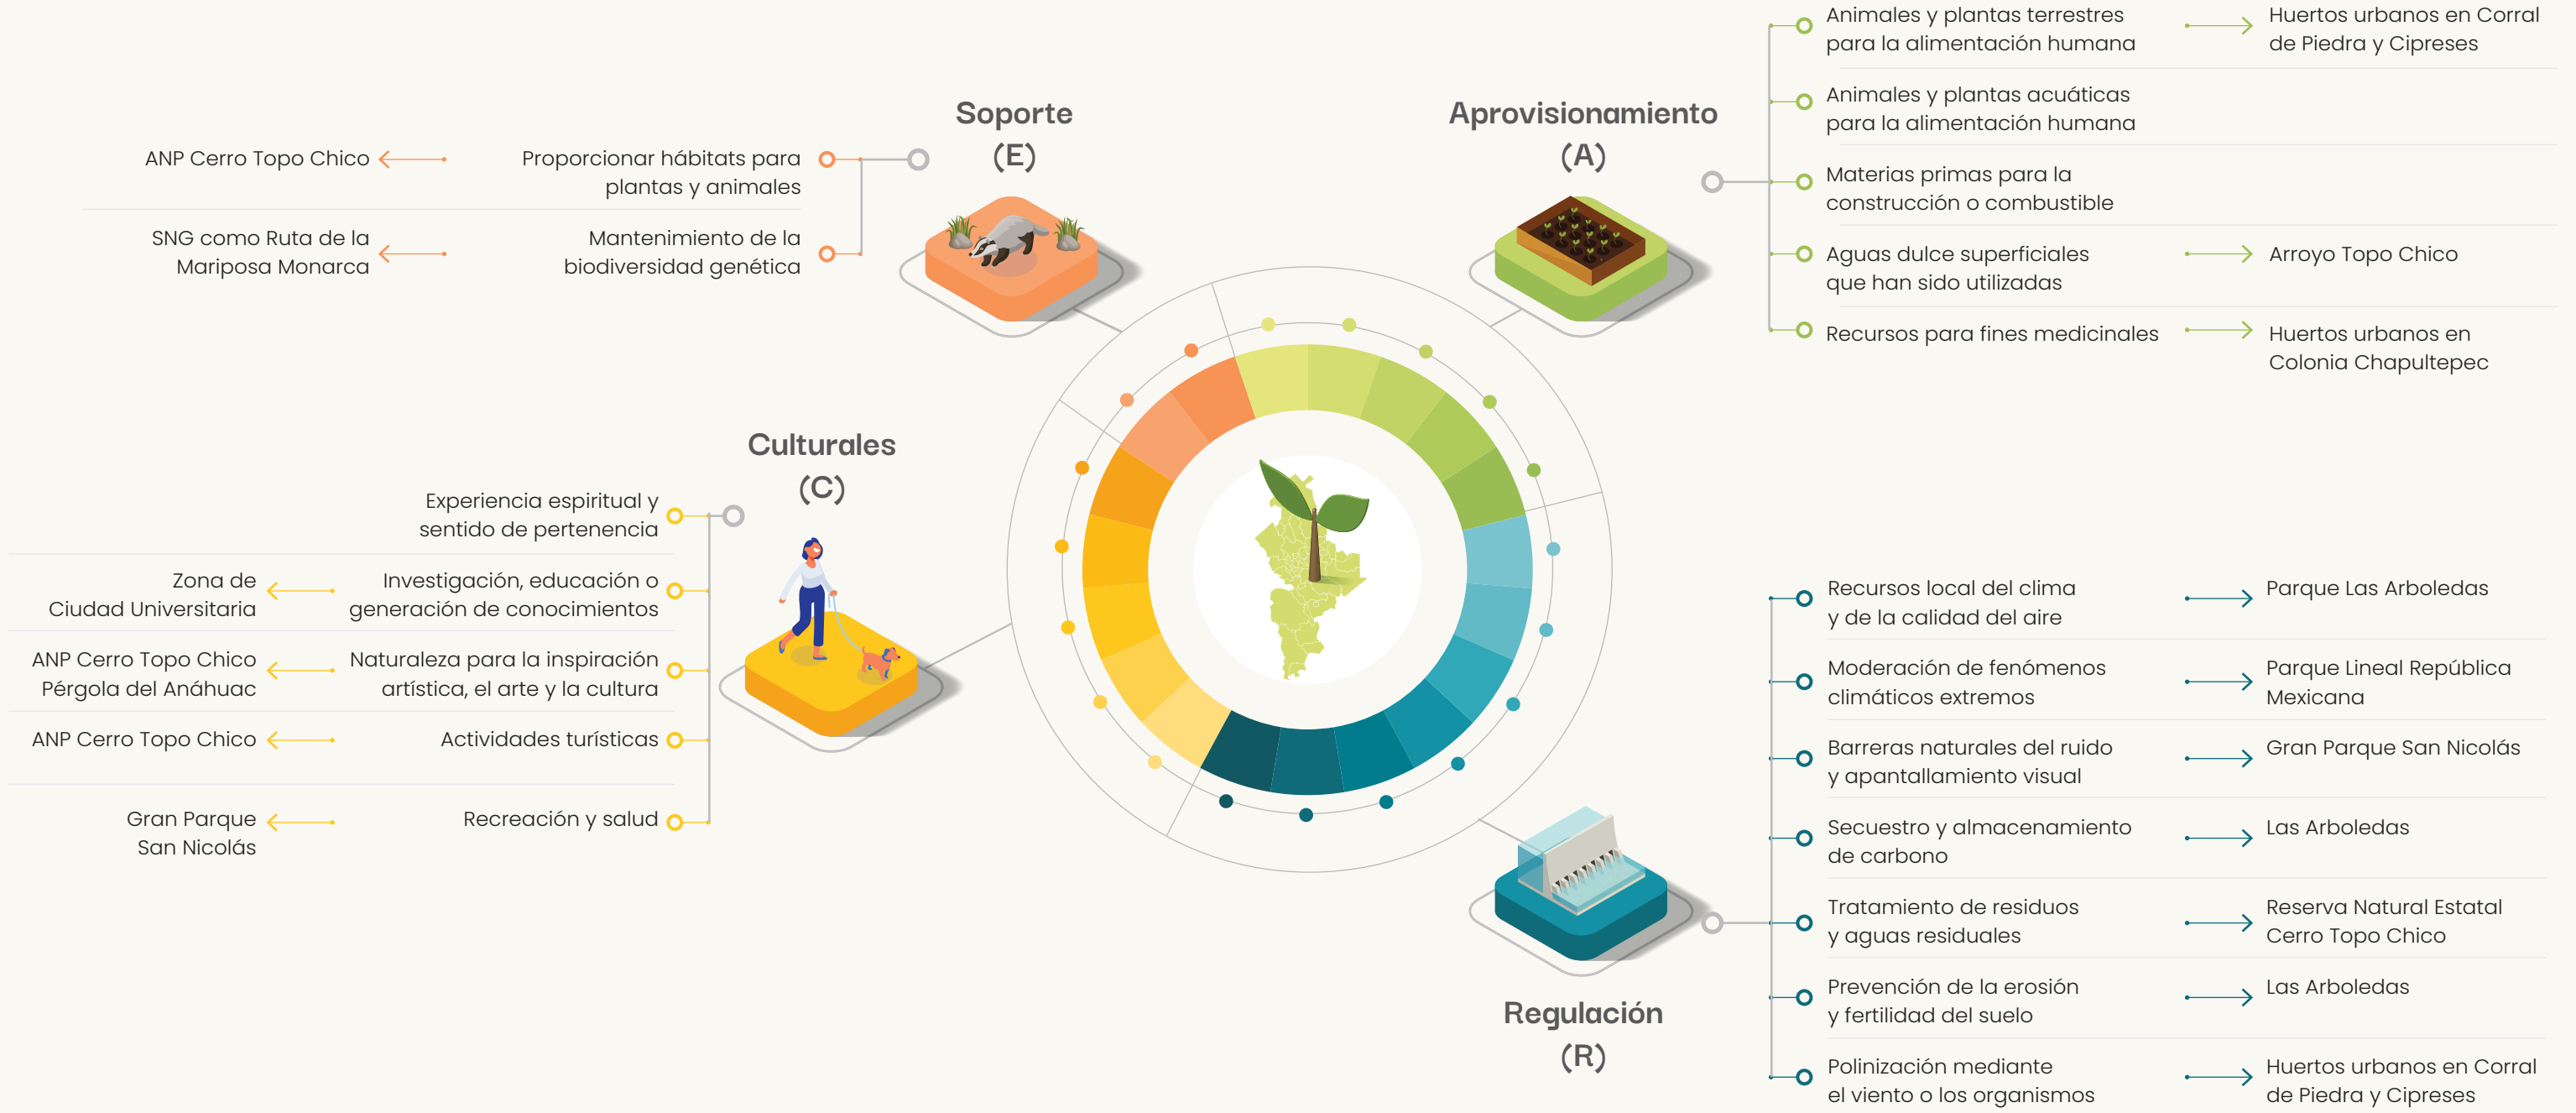 Soporte
(E)
Proporcionar hábitats para
plantas y animales
ANP Cerro Topo Chico
Mantenimiento de la
biodiversidad genética
SNG como Ruta de la
Mariposa Monarca
Aprovisionamiento
(A)
Animales y plantas terrestres
para la alimentación humana
Huertos urbanos en Corral
de Piedra y Cipreses
Animales y plantas acuáticas
para la alimentación humana
Materias primas para la
construcción o combustible
Aguas dulce superficiales
que han sido utilizadas
Arroyo Topo Chico
Recursos para fines medicinales
Huertos urbanos en
Colonia Chapultepec
Culturales
(C)
Experiencia espiritual y
sentido de pertenencia
Investigación, educación o
generación de conocimientos
Zona de
Ciudad Universitaria
Naturaleza para la inspiración
artística, el arte y la cultura
ANP Cerro Topo Chico
Pérgola del Anáhuac
Actividades turísticas
ANP Cerro Topo Chico
Recreación y salud
Gran Parque
San Nicolás
Regulación
(R)
Recursos local del clima
y de la calidad del aire
Parque Las Arboledas
Moderación de fenómenos
climáticos extremos
Parque Lineal República
Mexicana
Barreras naturales del ruido
y apantallamiento visual
Gran Parque San Nicolás
Secuestro y almacenamiento
de carbono
Las Arboledas
Tratamiento de residuos
y aguas residuales
Reserva Natural Estatal
Cerro Topo Chico
Prevención de la erosión
y fertilidad del suelo
Las Arboledas
Polinización mediante
el viento o los organismos
Huertos urbanos en Corral
de Piedra y Cipreses